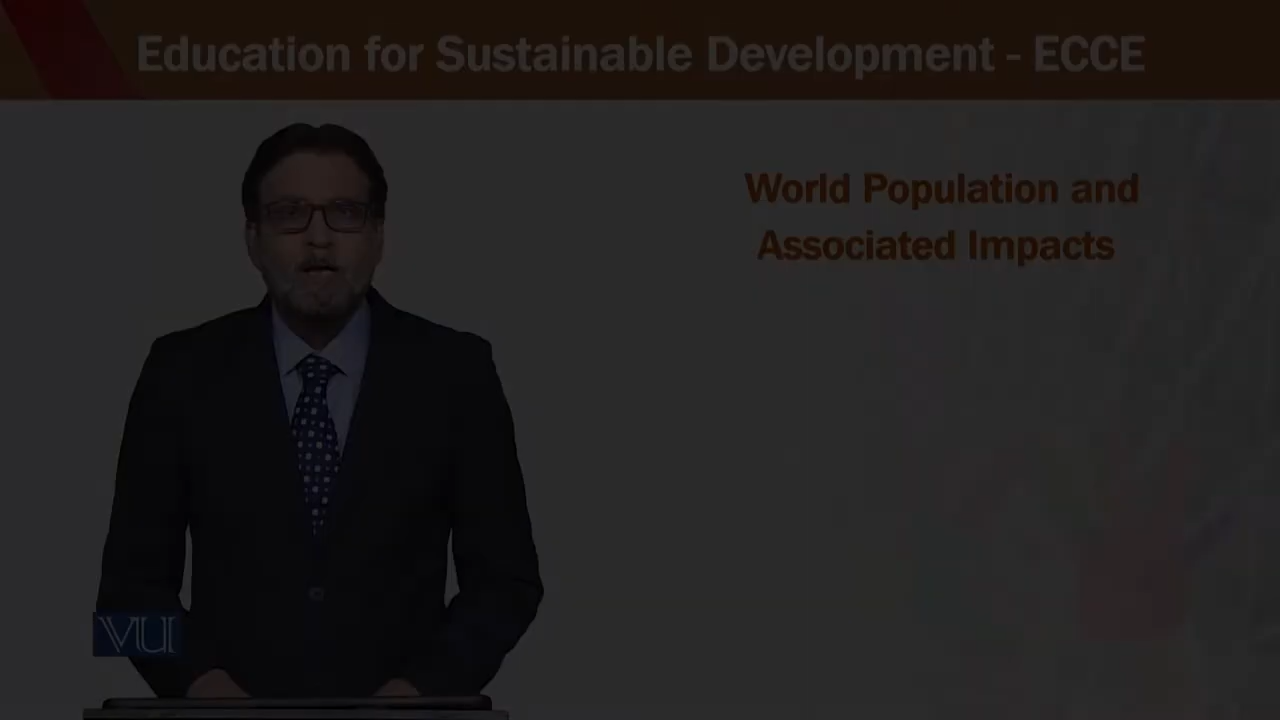 Education for Sustainable Development - ECCE
World Population and
Associated Impacts
VU